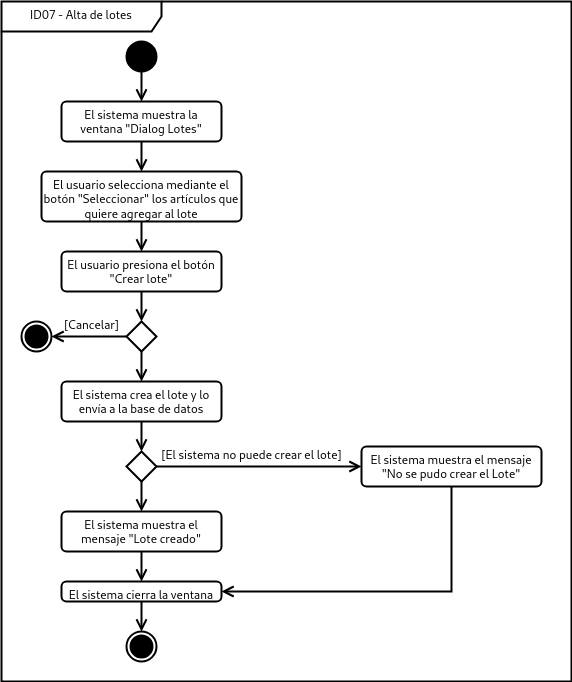 ID07 - Alta de lotes
El sistema muestra la
ventana "Dialog Lotes"
El usuario selecciona mediante el
botón "Seleccionar" los artículos que
quiere agregar al lote
El usuario presiona el botón
"Crear lote"
[Cancelar]
El sistema crea el lote y lo
envía a la base de datos
[El sistema no puede crear el lote]
El sistema muestra el mensaje
"No se pudo crear el Lote"
El sistema muestra el
mensaje "Lote creado"
El sistema cierra la ventana